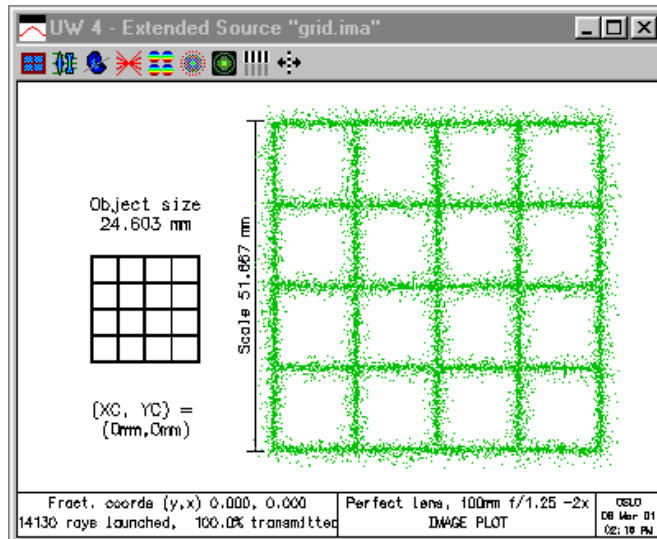 UW 4 - Extended Source "grid.ima"
Object size
24.603 mm
Scale 51.667 mm
(XC, YC) =
(0mm,0mm)
Fract. coords (y,x) 0.000, 0.000
14130 rays launched, 100.0% transmitted
Perfect lens, 100mm f/1.25 -2x
IMAGE PLOT
OSLO
06 Mar 01
02:10 PM